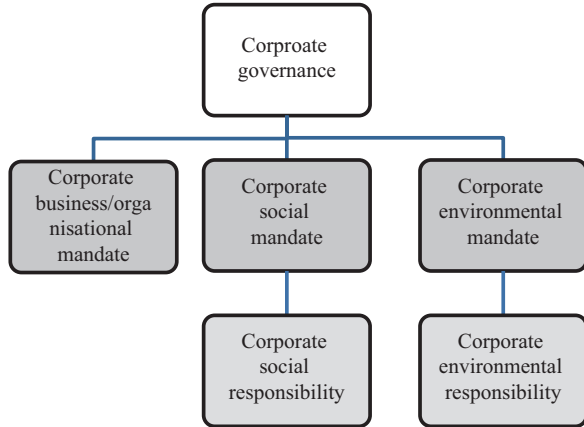 Corproate
governance
Corporate
business/orga
nisational
mandate
Corporate
social
mandate
Corporate
environmental
mandate
Corporate
social
responsibility
Corporate
environmental
responsibility